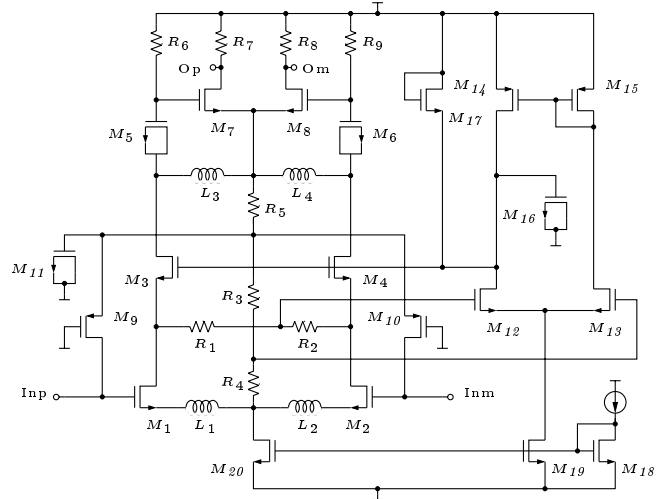 R6 R7 R8 R9
Op Om
M14 M15
M17
M7 M8
M5 M6
L3 L4
R5
M16
M11
M3 M4
R3
M9 M10
M12 M13
R1 R2
R4
Inp Inm
M1 L1 L2 M2
M20 M19 M18